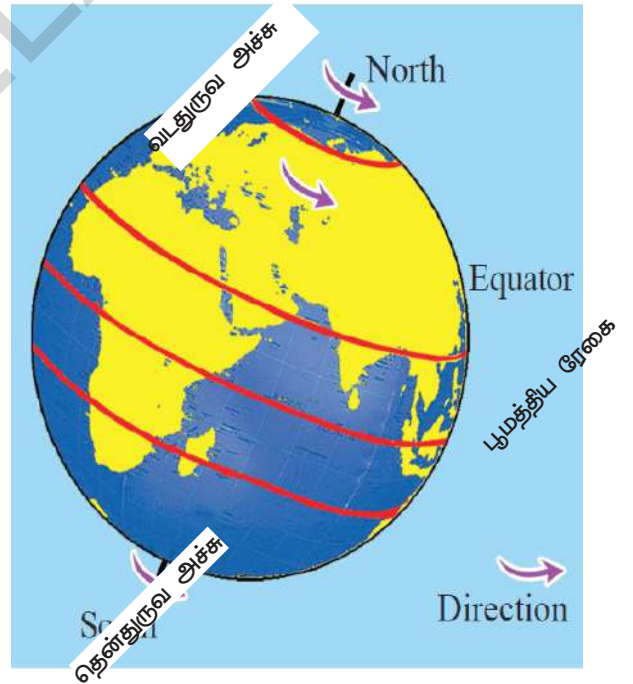 வடதுருவ அச்சு
North
Equator
பூமத்திய ரேகை
தென்துருவ அச்சு
Direction